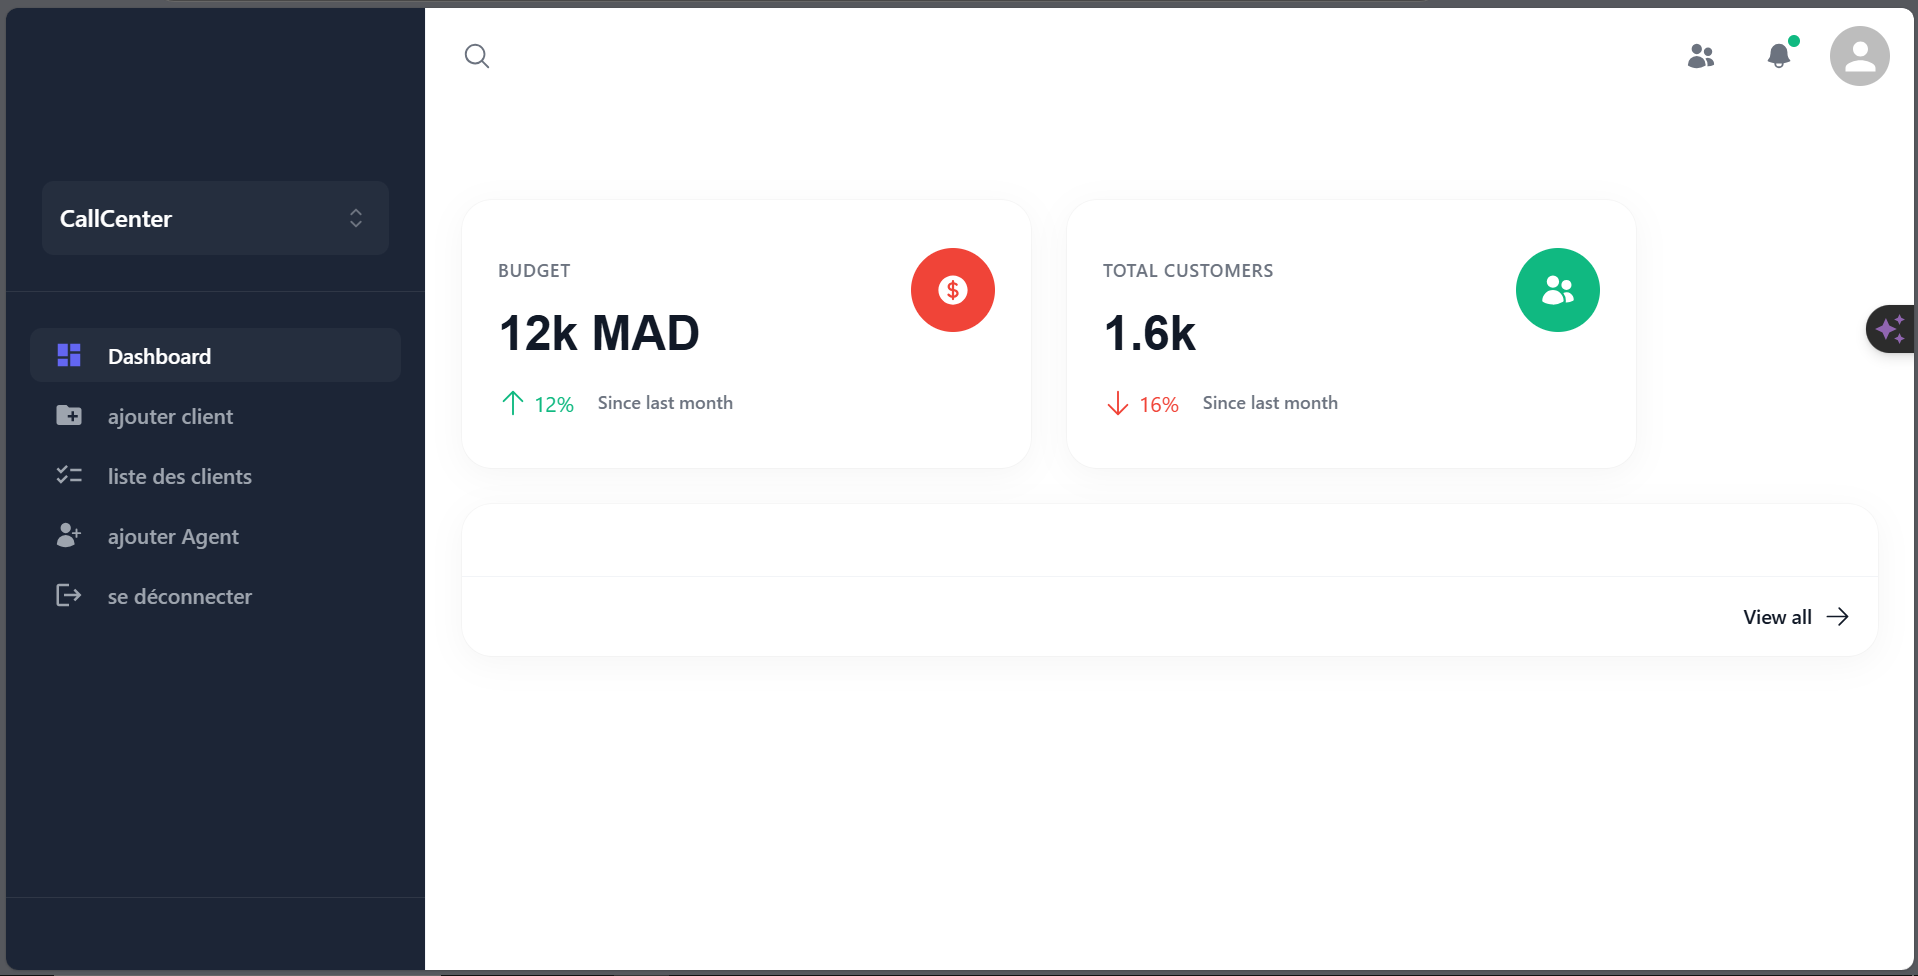 CallCenter
Dashboard
ajouter client
liste des clients
ajouter Agent
se déconnecter
BUDGET
12k MAD
12% Since last month
TOTAL CUSTOMERS
1.6k
16% Since last month
View all